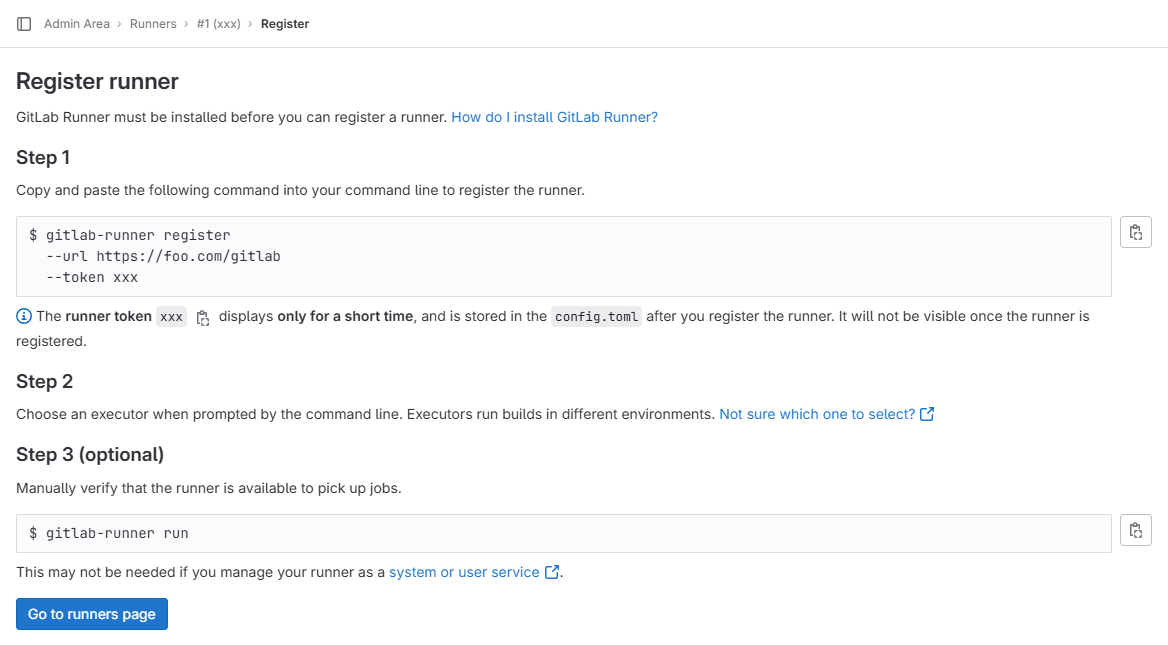 Admin Area › Runners › #1 (xxx) › Register
Register runner
GitLab Runner must be installed before you can register a runner. How do I install GitLab Runner?
Step 1
Copy and paste the following command into your command line to register the runner.
$ gitlab-runner register
--url https://foo.com/gitlab
--token xxx
The runner token xxx displays only for a short time, and is stored in the config.toml after you register the runner. It will not be visible once the runner is
registered.
Step 2
Choose an executor when prompted by the command line. Executors run builds in different environments. Not sure which one to select?
Step 3 (optional)
Manually verify that the runner is available to pick up jobs.
$ gitlab-runner run
This may not be needed if you manage your runner as a system or user service .
Go to runners page